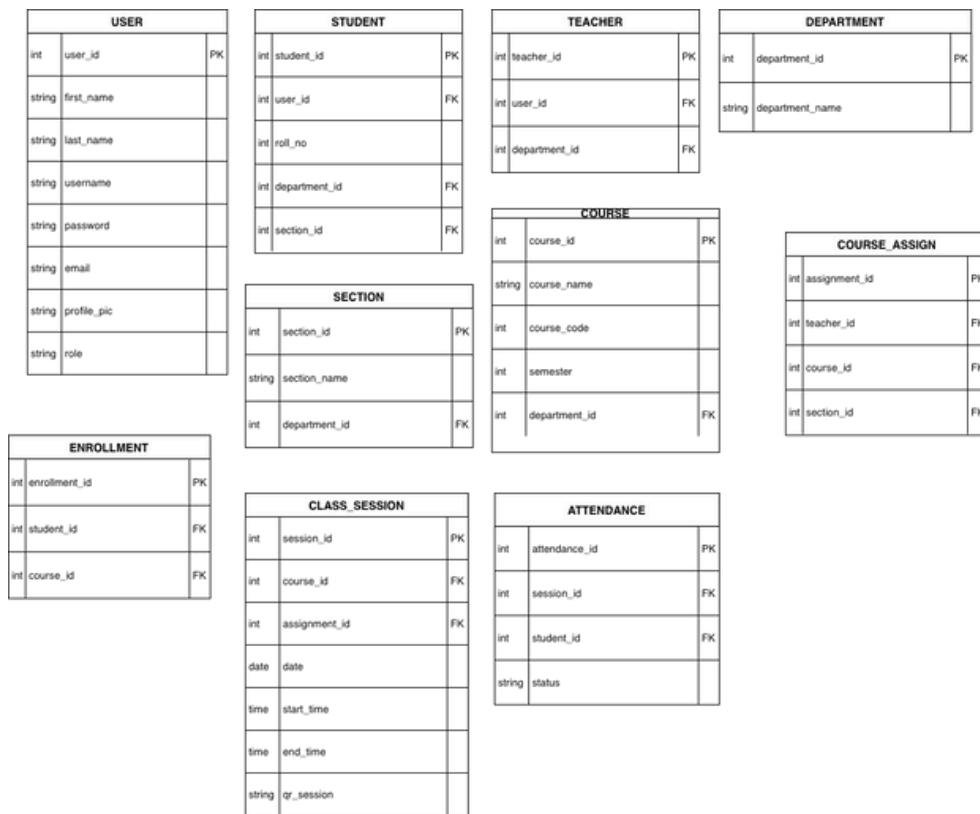 USER
int user_id PK
string first_name
string last_name
string username
string password
string email
string profile_pic
string role
STUDENT
int student_id PK
int user_id FK
int roll_no
int department_id FK
int section_id FK
TEACHER
int teacher_id PK
int user_id FK
int department_id FK
DEPARTMENT
int department_id PK
string department_name
SECTION
int section_id PK
string section_name
int department_id FK
COURSE
int course_id PK
string course_name
int course_code
int semester
int department_id FK
COURSE_ASSIGN
int assignment_id PK
int teacher_id FK
int course_id FK
int section_id FK
ENROLLMENT
int enrollment_id PK
int student_id FK
int course_id FK
CLASS_SESSION
int session_id PK
int course_id FK
int assignment_id FK
date date
time start_time
time end_time
string qr_session
ATTENDANCE
int attendance_id PK
int session_id FK
int student_id FK
string status